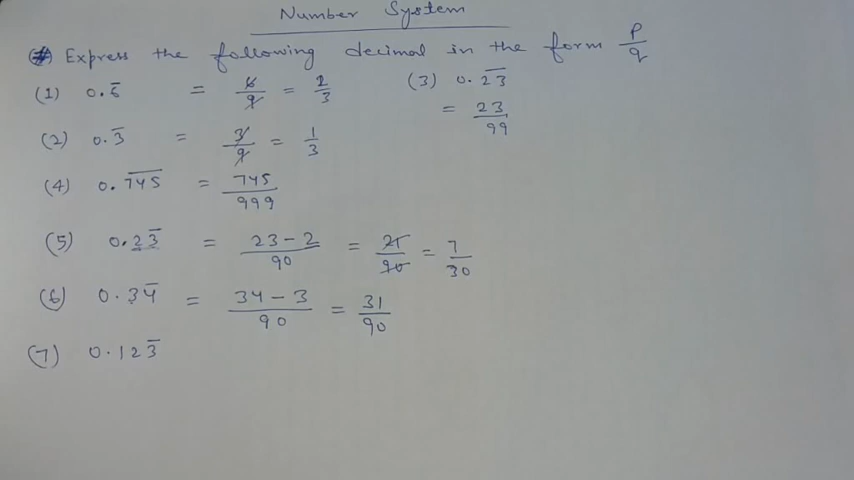 Number System
(#) Express the following decimal in the form P/q
(1) 0.6̅ = 6/9 = 2/3
(3) 0.2̅3̅
= 23/99
(2) 0.3̅ = 3/9 = 1/3
(4) 0.7̅4̅5̅ = 745/999
(5) 0.23̅ = 23-2/90 = 21/90 = 7/30
(6) 0.34̅ = 34-3/90 = 31/90
(7) 0.123̅